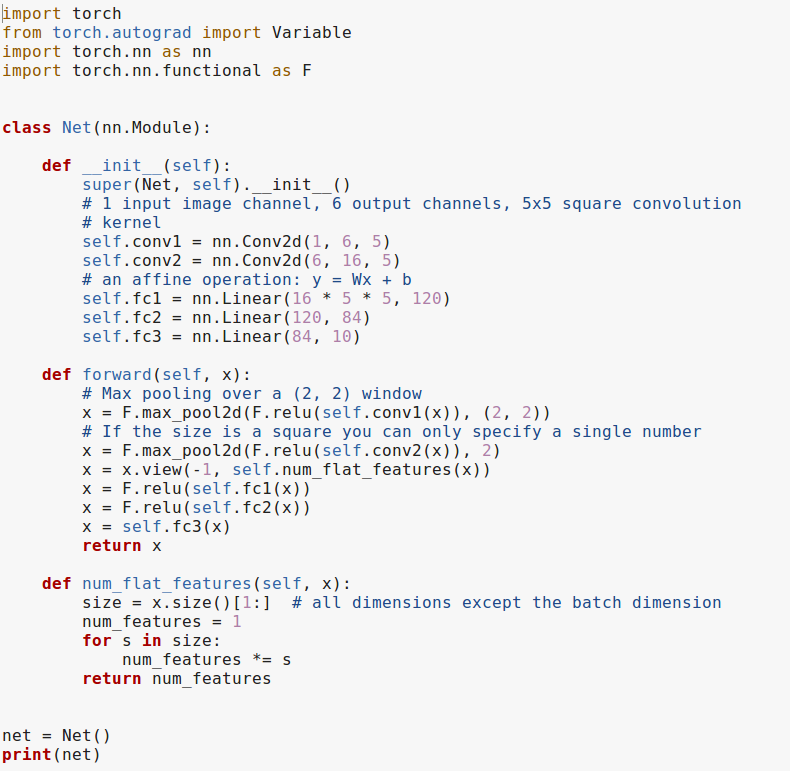 import torch
from torch.autograd import Variable
import torch.nn as nn
import torch.nn.functional as F


class Net(nn.Module):

    def __init__(self):
        super(Net, self).__init__()
        # 1 input image channel, 6 output channels, 5x5 square convolution
        # kernel
        self.conv1 = nn.Conv2d(1, 6, 5)
        self.conv2 = nn.Conv2d(6, 16, 5)
        # an affine operation: y = Wx + b
        self.fc1 = nn.Linear(16 * 5 * 5, 120)
        self.fc2 = nn.Linear(120, 84)
        self.fc3 = nn.Linear(84, 10)

    def forward(self, x):
        # Max pooling over a (2, 2) window
        x = F.max_pool2d(F.relu(self.conv1(x)), (2, 2))
        # If the size is a square you can only specify a single number
        x = F.max_pool2d(F.relu(self.conv2(x)), 2)
        x = x.view(-1, self.num_flat_features(x))
        x = F.relu(self.fc1(x))
        x = F.relu(self.fc2(x))
        x = self.fc3(x)
        return x

    def num_flat_features(self, x):
        size = x.size()[1:]  # all dimensions except the batch dimension
        num_features = 1
        for s in size:
            num_features *= s
        return num_features


net = Net()
print(net)